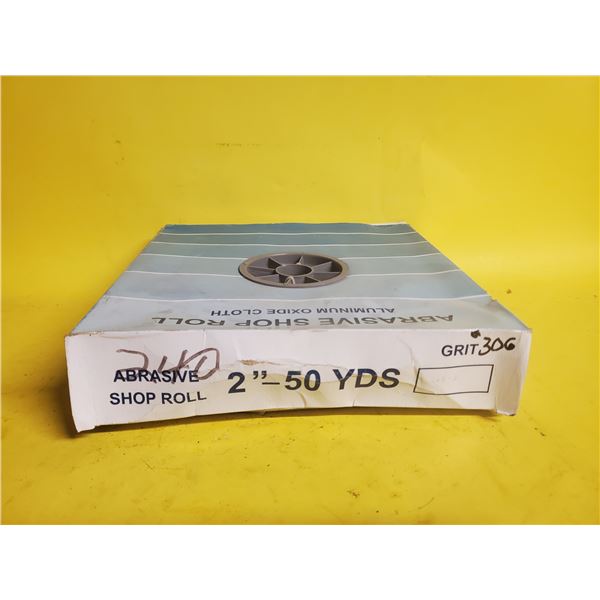 ABRASIVE SHOP ROLL
ALUMINUM OXIDE CLOTH
240
ABRASIVE
SHOP ROLL
2”–50 YDS
GRIT 306